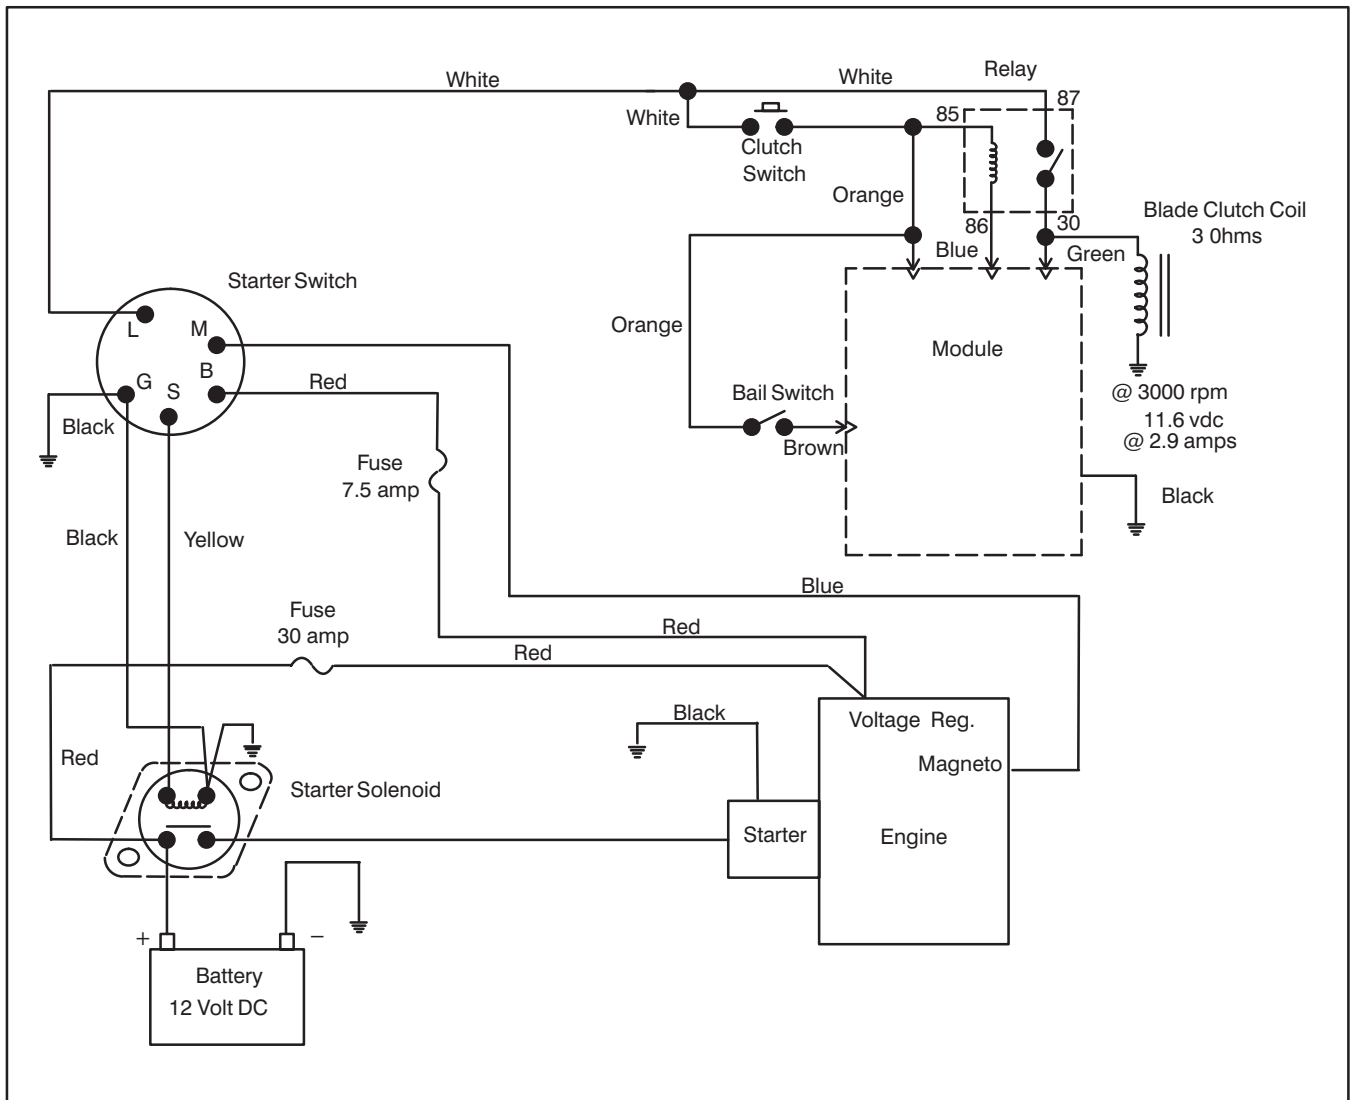 White
White
Relay
87
White
85
Clutch
Switch
Orange
86
30
Blue
Green
Blade Clutch Coil
3 Ohms
Starter Switch
L
M
B
G
S
Red
Black
Orange
Module
Bail Switch
Brown
@ 3000 rpm
11.6 vdc
@ 2.9 amps
Fuse
7.5 amp
Black
Black
Yellow
Blue
Fuse
30 amp
Red
Red
Black
Voltage Reg.
Magneto
Red
Starter Solenoid
Starter
Engine
+
−
Battery
12 Volt DC